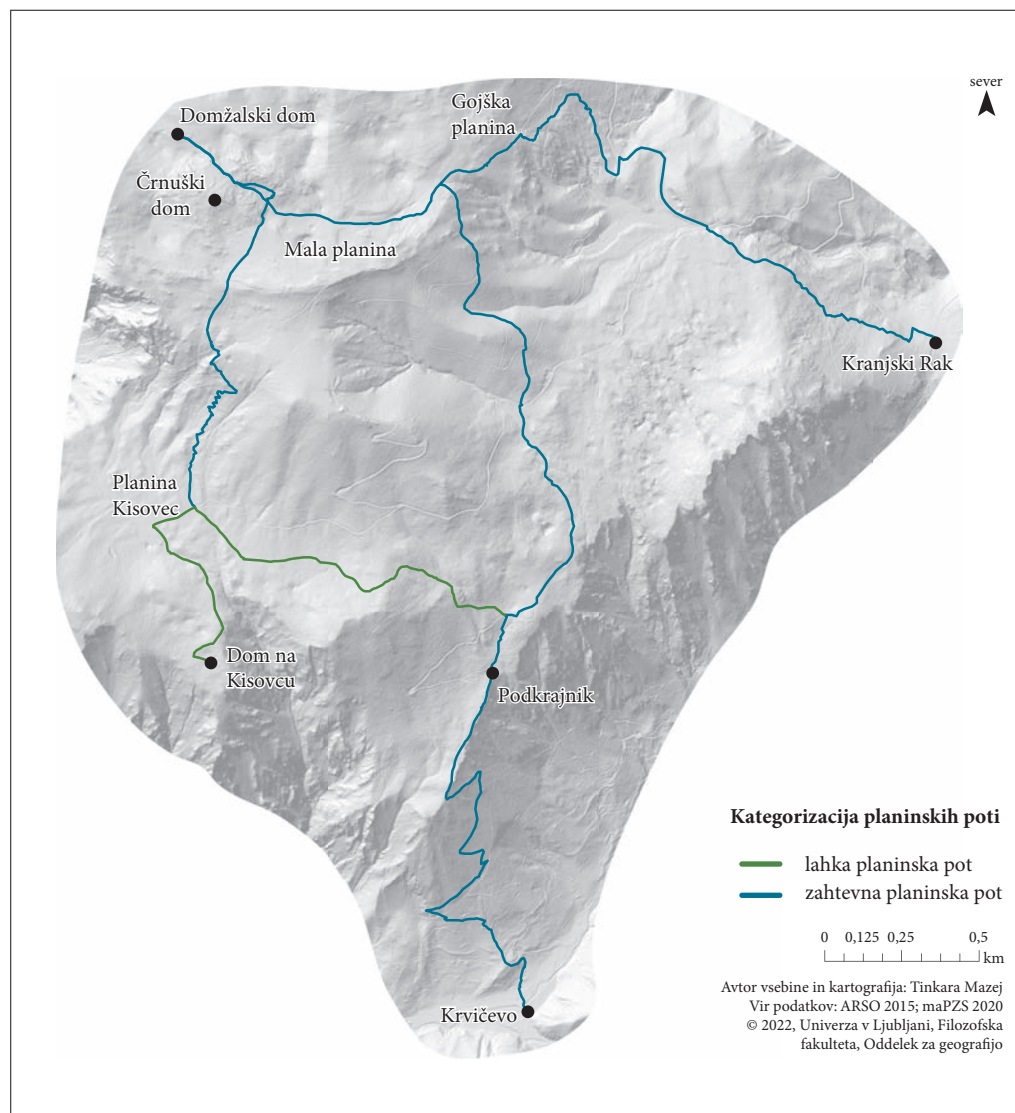 sever
Gojška
planina
Domžalski dom
Črnuški
dom
Mala planina
Kranjski Rak
Planina
Kisovec
Dom na
Kisovcu
Podkrajnik
Krvičevo
Kategorizacija planinskih poti
lahka planinska pot
zahtevna planinska pot
0 0,125 0,25 0,5
km
Avtor vsebine in kartografija: Tinkara Mazej
Vir podatkov: ARSO 2015; maPZS 2020
© 2022, Univerza v Ljubljani, Filozofska
fakulteta, Oddelek za geografijo